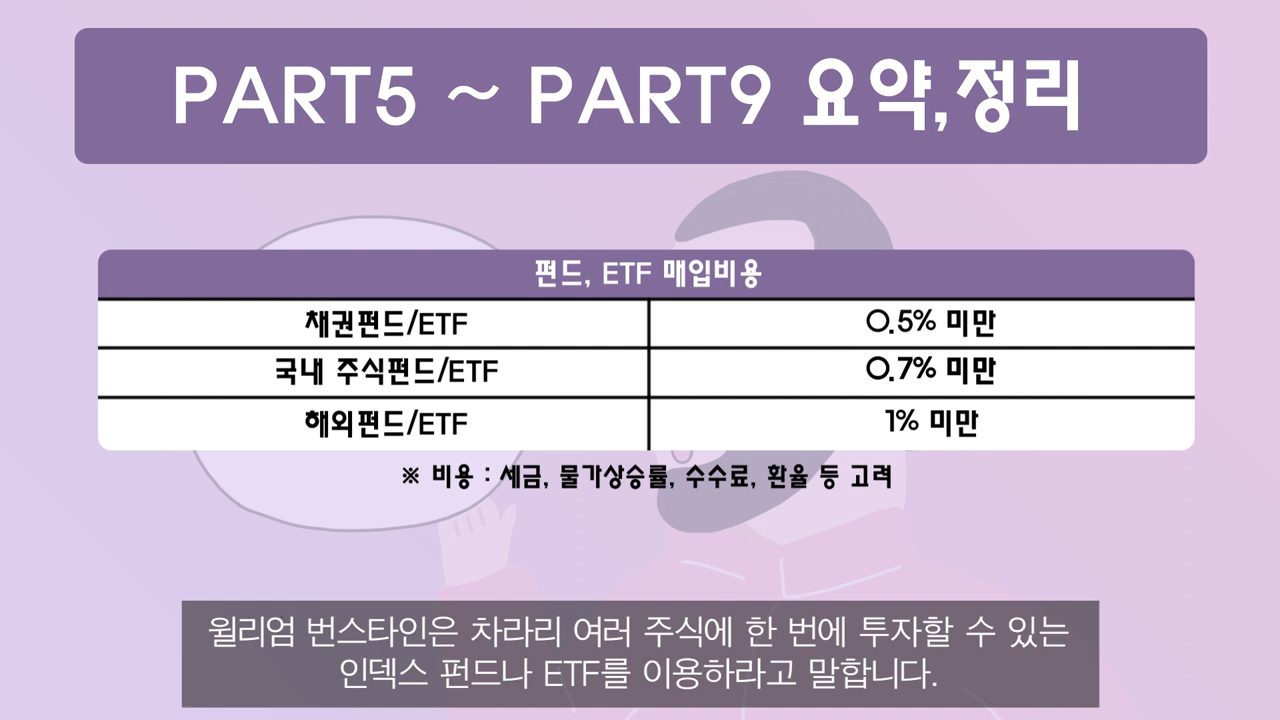 PART5 ~ PART9 요약,정리
펀드, ETF 매입비용
채권펀드/ETF 0.5% 미만
국내 주식펀드/ETF 0.7% 미만
해외펀드/ETF 1% 미만
※ 비용 : 세금, 물가상승률, 수수료, 환율 등 고려
윌리엄 번스타인은 차라리 여러 주식에 한 번에 투자할 수 있는
인덱스 펀드나 ETF를 이용하라고 말합니다.